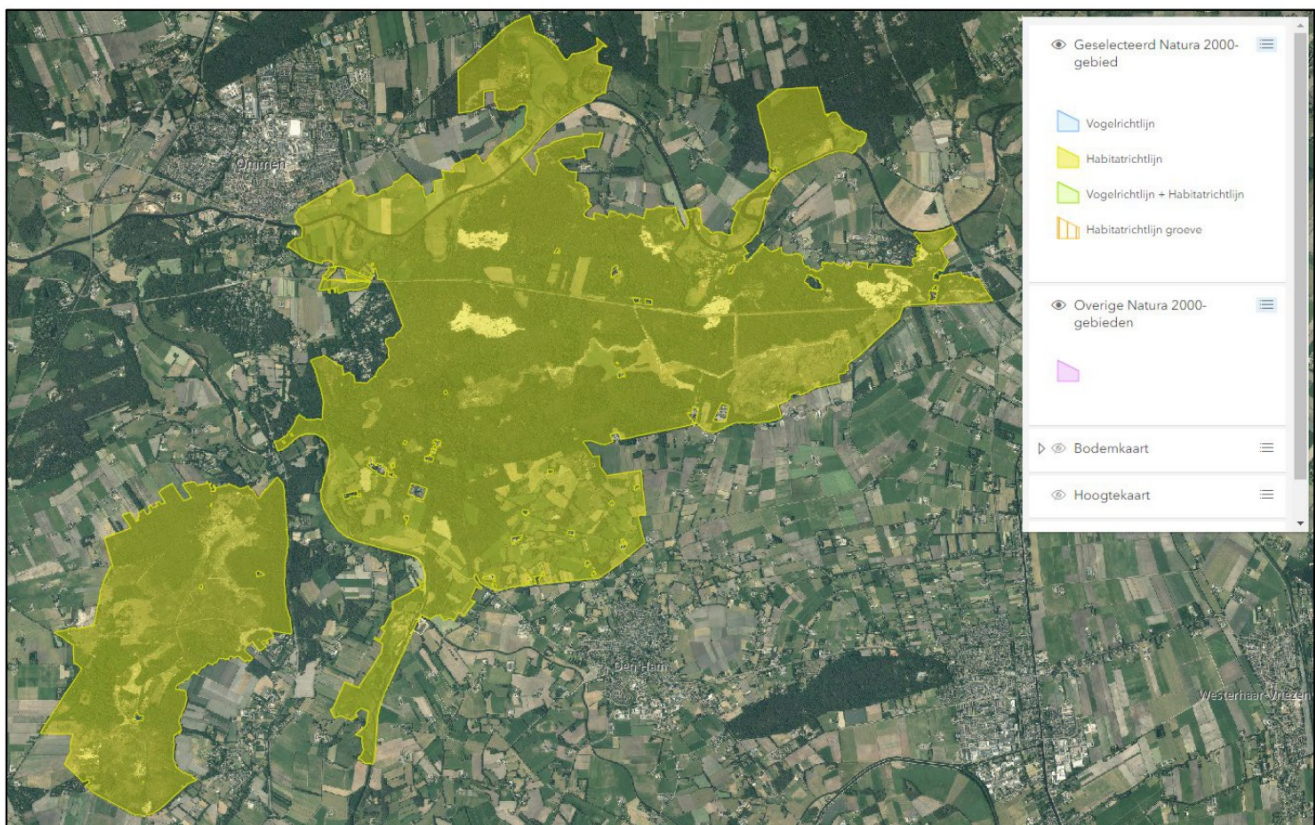 Ommen
Den Ham
Geselecteerd Natura 2000-
gebied
Vogelrichtlijn
Habitatrichtlijn
Vogelrichtlijn + Habitatrichtlijn
Habitatrichtlijn groeve
Overige Natura 2000-
gebieden
Bodemkaart
Hoogtekaart
Westerhaar-Vriezen